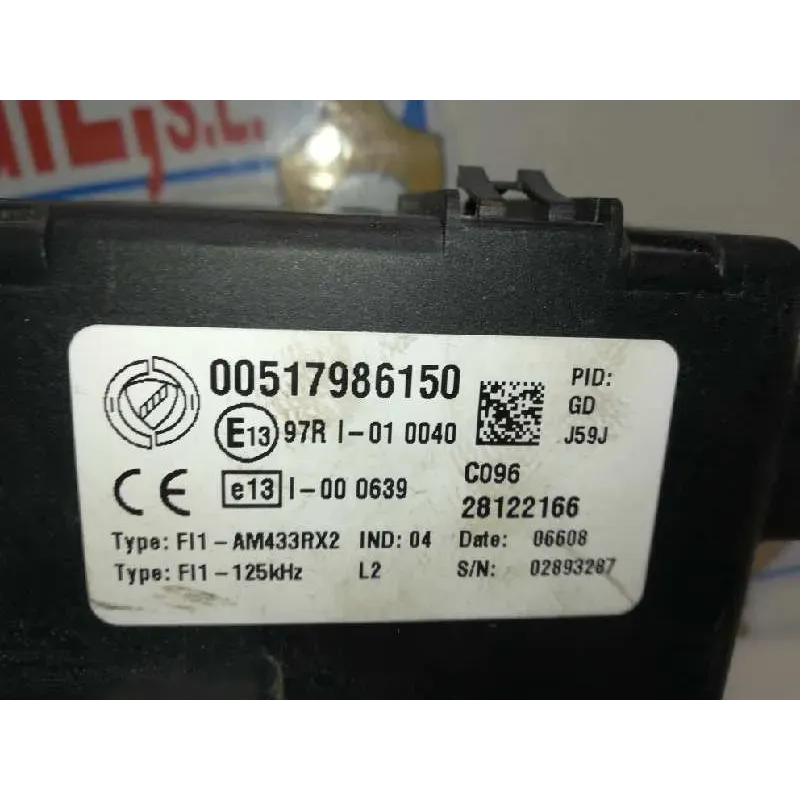 s.L.
00517986150
PID:
GD
J59J
E13 97R I-01 0040
CE e13 I-00 0639
C096
28122166
Type: FI1-AM433RX2 IND: 04 Date: 06608
Type: FI1-125kHz L2 S/N: 02893287